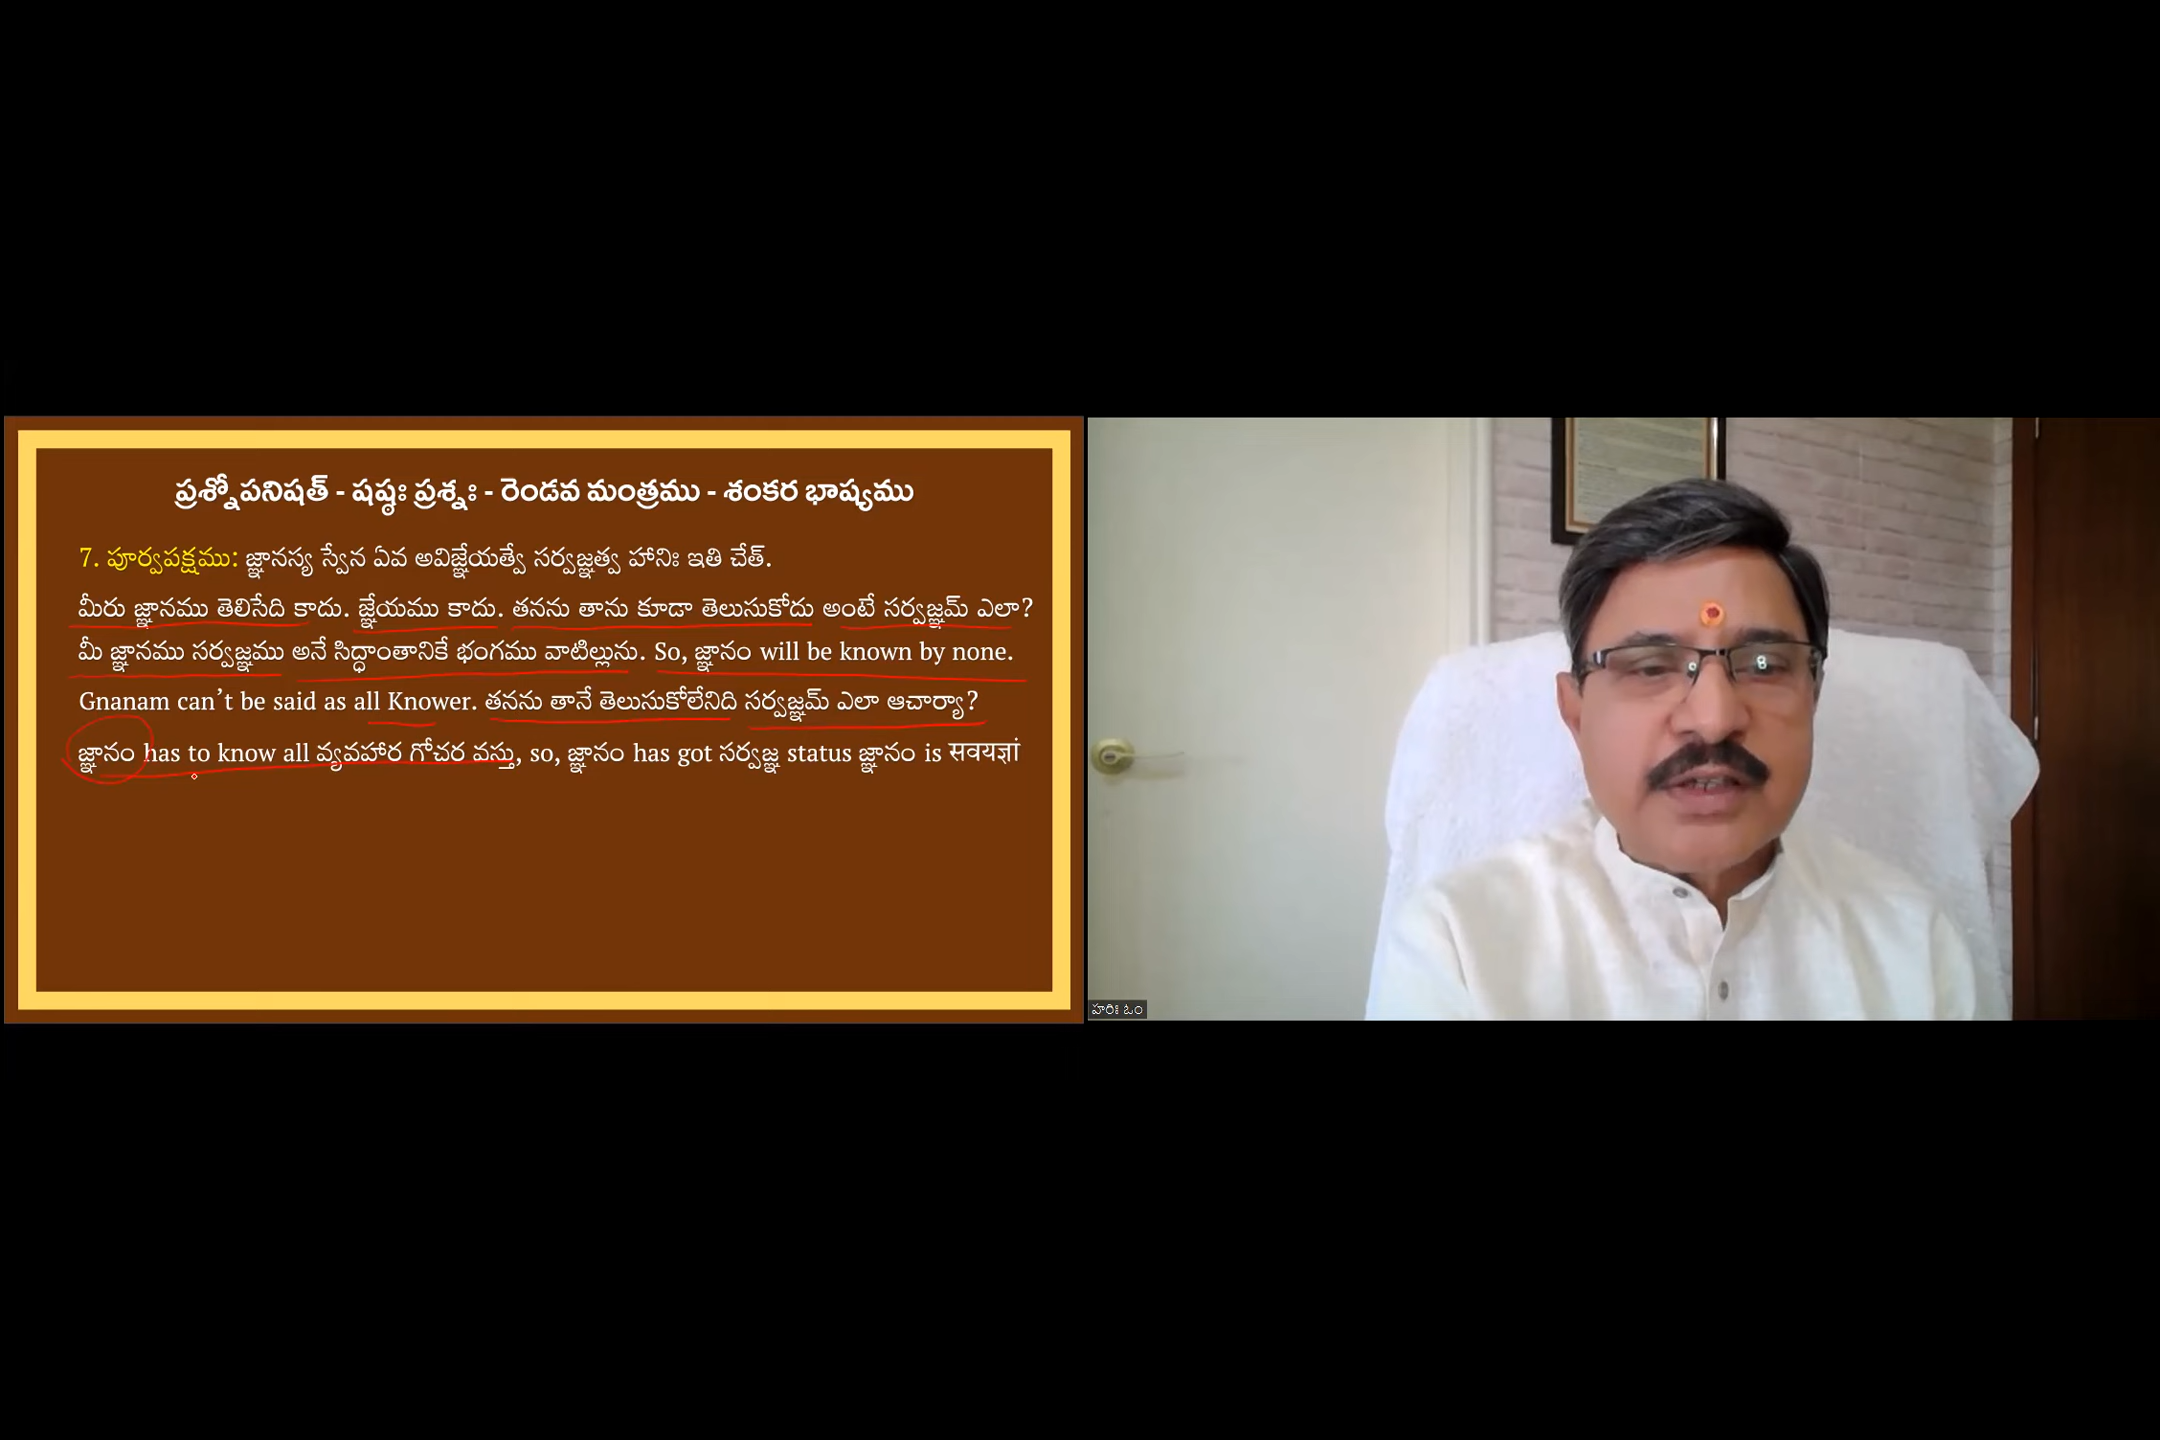 ప్రశ్నోపనిషత్ - షష్ఠః ప్రశ్నః - రెండవ మంత్రము - శంకర భాష్యము
7. పూర్వపక్షము: జ్ఞానస్య స్వేన ఏవ అవిజ్ఞేయత్వే సర్వజ్ఞత్వ హానిః ఇతి చేత్.
మీరు జ్ఞానము తెలిసేది కాదు. జ్ఞేయము కాదు. తనను తాను కూడా తెలుసుకోదు అంటే సర్వజ్ఞమ్ ఎలా?
మీ జ్ఞానము సర్వజ్ఞము అనే సిద్ధాంతానికే భంగము వాటిల్లును. So, జ్ఞానం will be known by none.
Gnanam can’t be said as all Knower. తనను తానే తెలుసుకోలేనిది సర్వజ్ఞమ్ ఎలా ఆచార్యా?
జ్ఞానం has to know all వ్యవహార గోచర వస్తు, so, జ్ఞానం has got సర్వజ్ఞ status జ్ఞానం is सवयज्ञां
హరిః ఓం